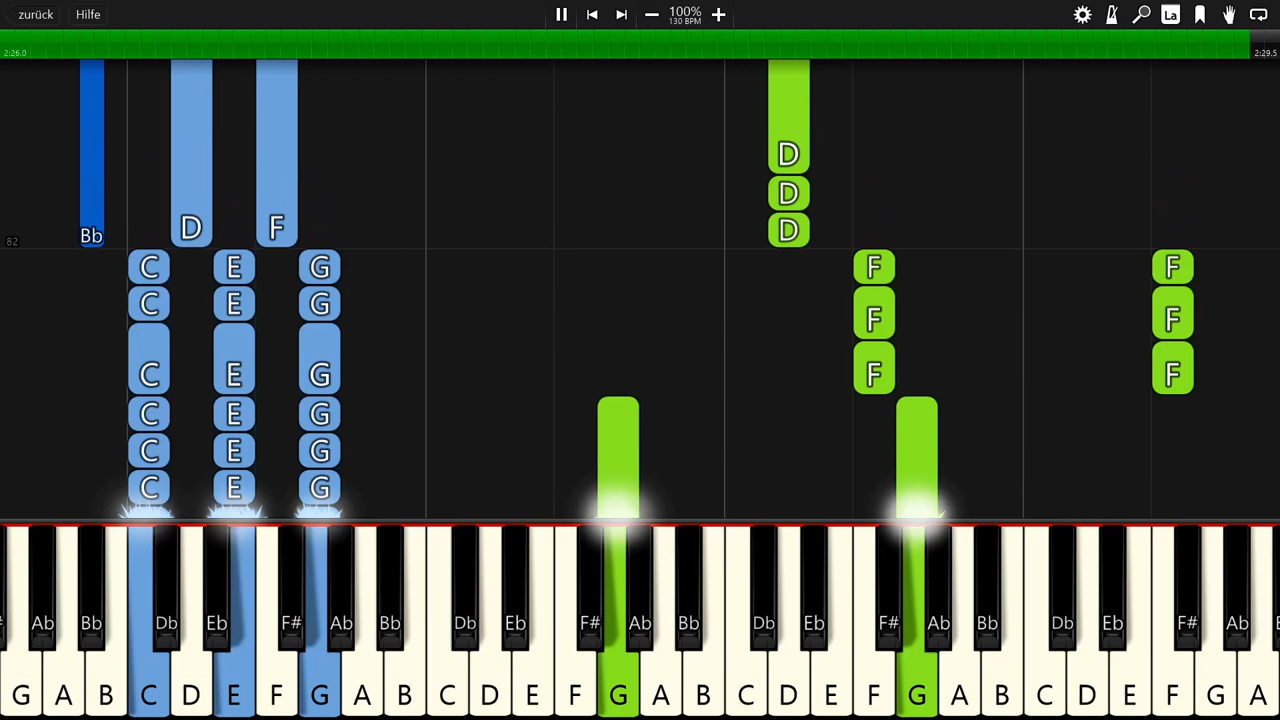 zurück Hilfe 100% La
130 BPM
2:26.0 2:29.5
D
D
Bb D F D
82
C E G F F
C E G F F
C E G F F
C E G
C E G
C E G
Ab Bb Db Eb F# Ab Bb Db Eb F# Ab Bb Db Eb F# Ab Bb Db Eb F# Ab
G A B C D E F G A B C D E F G A B C D E F G A B C D E F G A